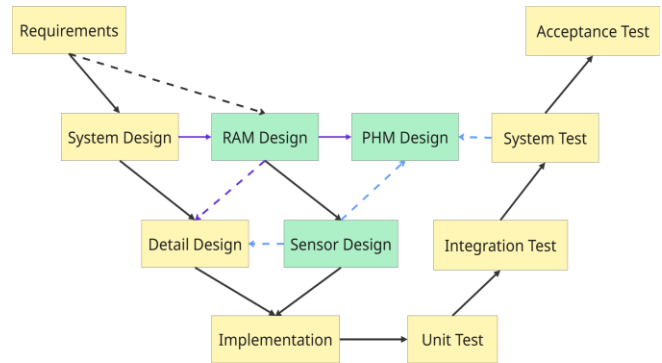 Requirements
Acceptance Test
System Design
RAM Design
PHM Design
System Test
Detail Design
Sensor Design
Integration Test
Implementation
Unit Test